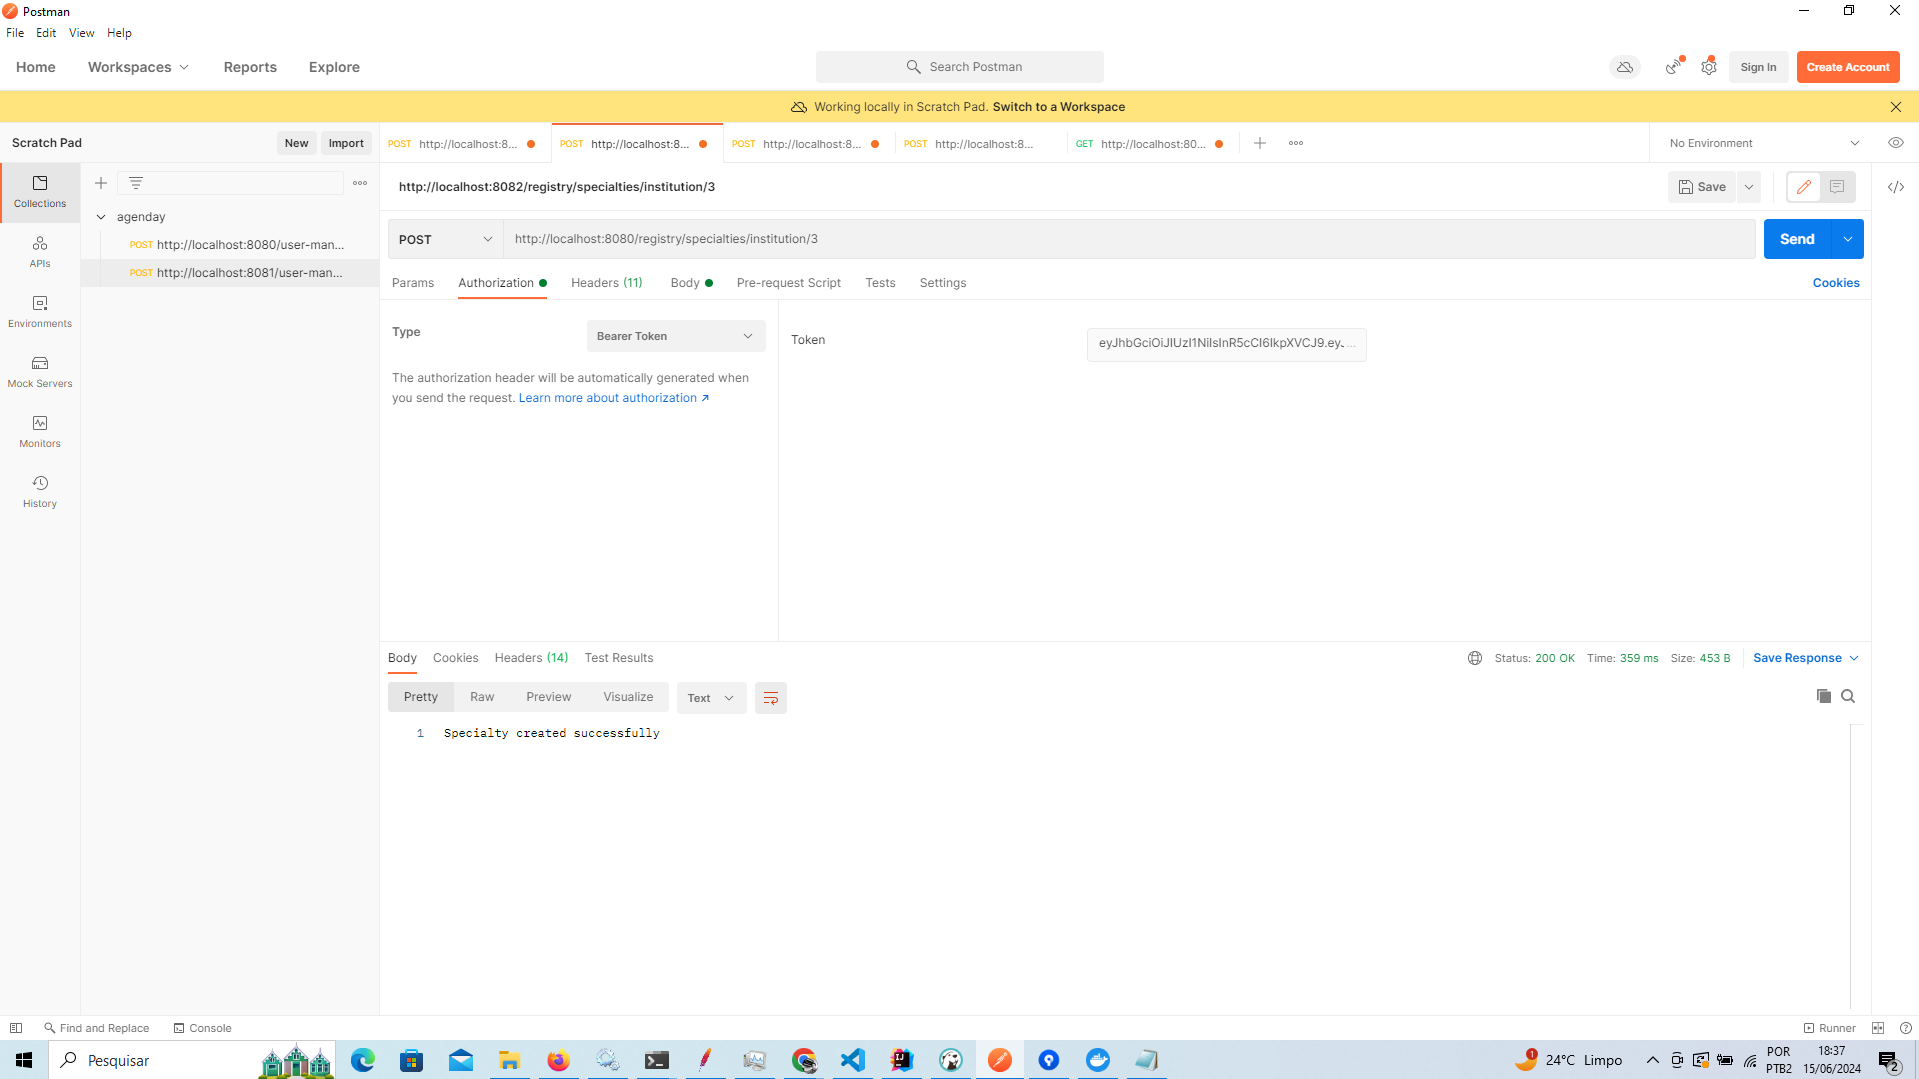 Postman
File Edit View Help
Home Workspaces Reports Explore Search Postman Sign In Create Account
Working locally in Scratch Pad. Switch to a Workspace
Scratch Pad New Import
POST http://localhost:8... POST http://localhost:8... POST http://localhost:8... POST http://localhost:8... GET http://localhost:80... No Environment
Collections
APIs
Environments
Mock Servers
Monitors
History
agenday
POST http://localhost:8080/user-man...
POST http://localhost:8081/user-man...
http://localhost:8082/registry/specialties/institution/3 Save
POST http://localhost:8080/registry/specialties/institution/3 Send
Params Authorization Headers (11) Body Pre-request Script Tests Settings Cookies
Type Bearer Token
The authorization header will be automatically generated when
you send the request. Learn more about authorization
Token eyJhbGciOiJIUzI1NiIsInR5cCI6IkpXVCJ9.eyJ...
Body Cookies Headers (14) Test Results Status: 200 OK Time: 359 ms Size: 453 B Save Response
Pretty Raw Preview Visualize Text
1 Specialty created successfully
Find and Replace Console Runner
Pesquisar
1 24°C Limpo
POR
PTB2
18:37
15/06/2024
2